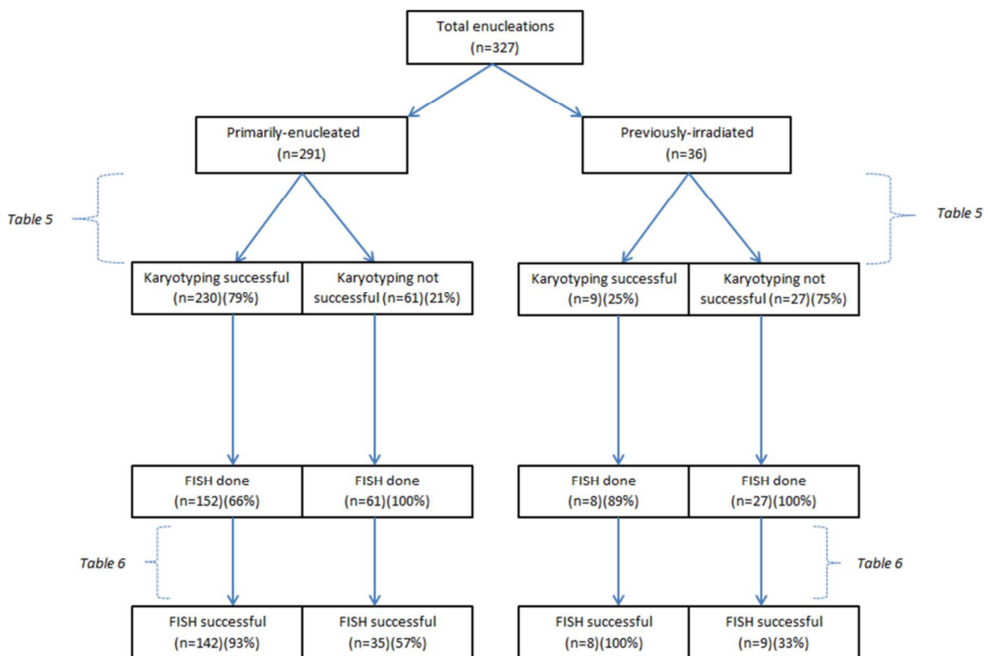 Total enucleations
(n=327)
Primarily-enucleated
(n=291)
Previously-irradiated
(n=36)
Table 5
Table 5
Karyotyping successful
(n=230)(79%)
Karyotyping not
successful (n=61)(21%)
Karyotyping successful
(n=9)(25%)
Karyotyping not
successful (n=27)(75%)
FISH done
(n=152)(66%)
FISH done
(n=61)(100%)
FISH done
(n=8)(89%)
FISH done
(n=27)(100%)
Table 6
Table 6
FISH successful
(n=142)(93%)
FISH successful
(n=35)(57%)
FISH successful
(n=8)(100%)
FISH successful
(n=9)(33%)